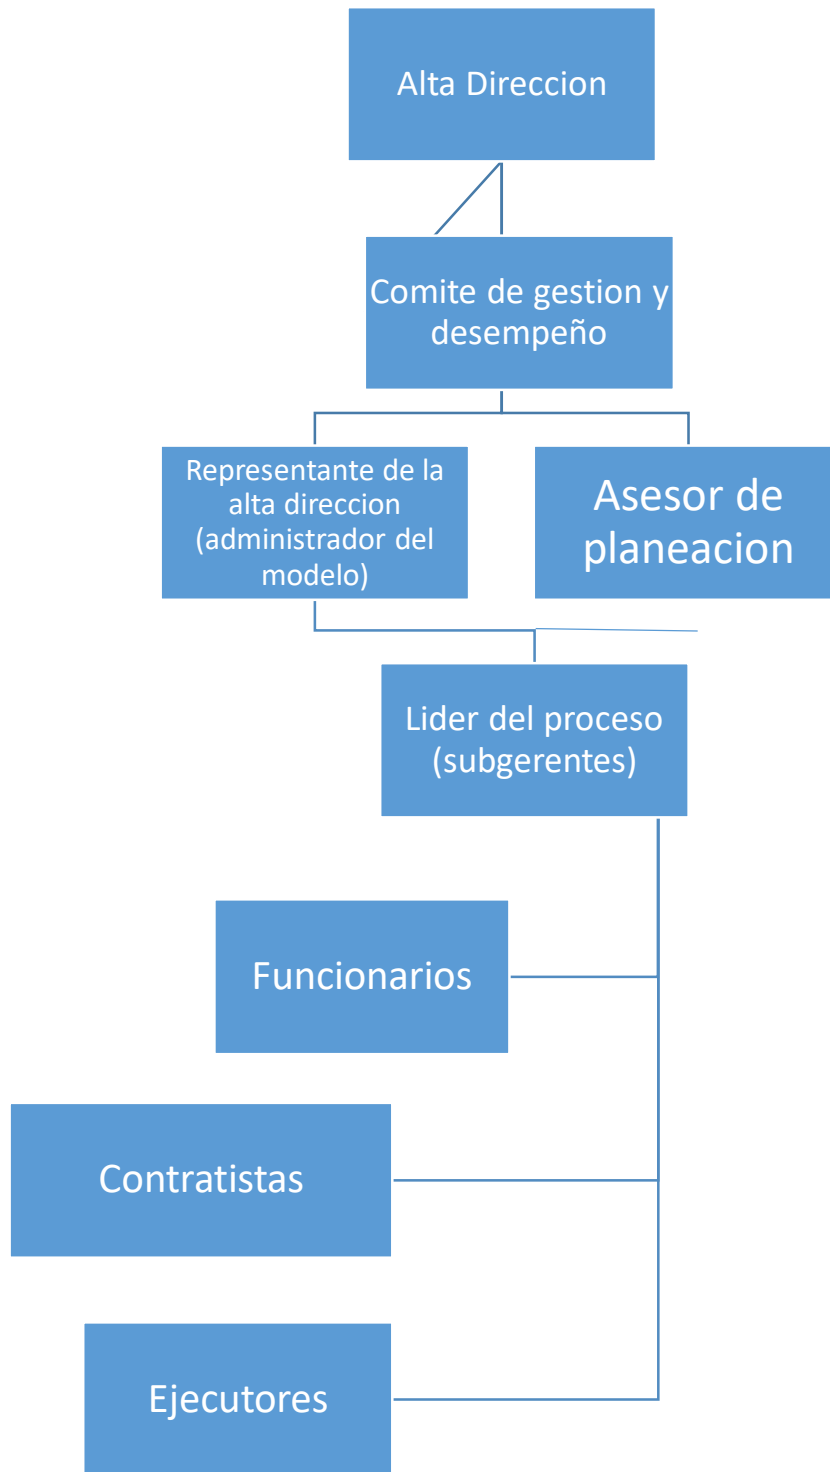 Alta Direccion
Comite de gestion y
desempeño
Representante de la
alta direccion
(administrador del
modelo)
Asesor de
planeacion
Lider del proceso
(subgerentes)
Funcionarios
Contratistas
Ejecutores